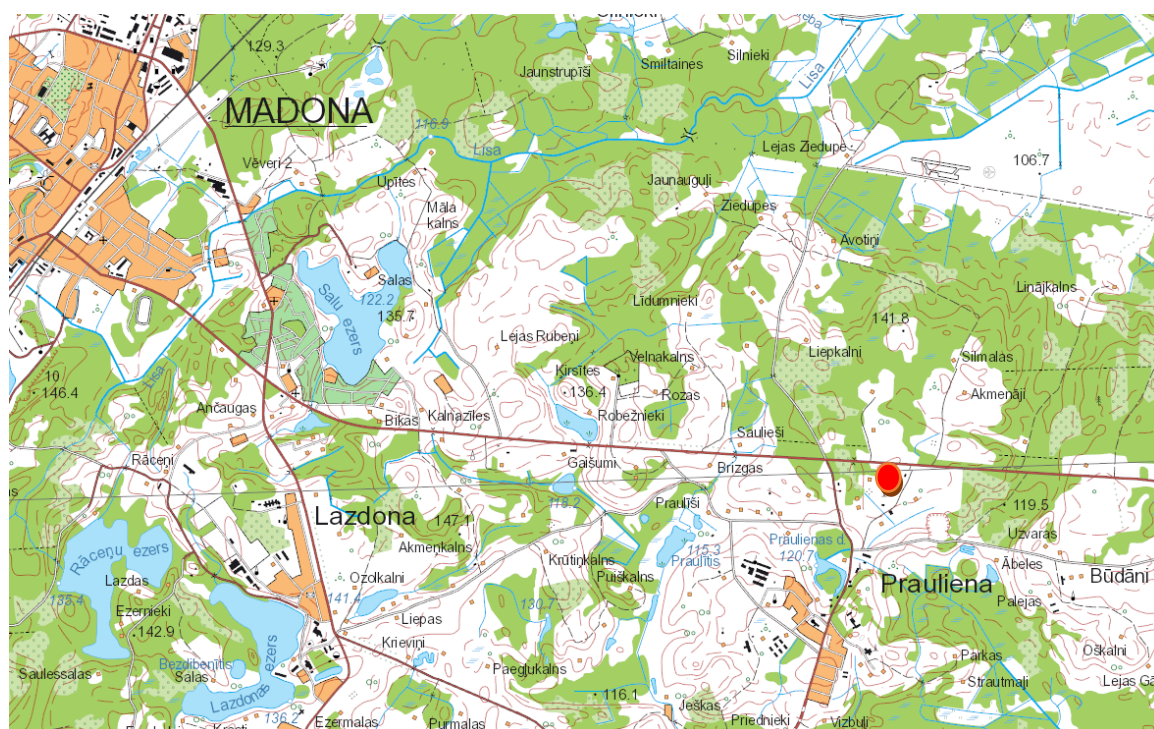 Silnieki
Smiltaines
Jaunstrupīši
129.3
Lisa
MADONA
116.9
Lisa
Lejas Ziedupe
106.7
Vēveri 2
Upītes
Jaunauguļi
Ziedupes
Māla
kalns
Avotiņi
Salas
Salu ezers
122.2
135.7
Līdumnieki
Linājkalns
141.8
Lejas Rubeņi
Velnakalns
Liepkalni
Silmalas
Kirsītes
136.4
Rozas
Akmenāji
Lisa
10
146.4
Ančaugas
Bikas
Kalnazīles
Robežnieki
Saulieši
Rāceņi
Gaišumi
Brizgas
118.2
Praulīši
119.5
Lazdona
147.1
Uzvaras
Akmeņkalns
Krūtiņkalns
Praulītis
115.3
Praulienas d.
120.7
Rāceņu ezers
Lazdas
Ozolkalni
Puiškalns
Prauliena
Ābeles
Būdāni
133.4
Ezernieki
141.4
130.7
Palejas
142.9
Liepas
Krieviņi
Bezdibenītis
Salas
Saulessalas
Paegļukalns
Pārkas
Oškalni
Strautmaļi
Lejas Gā
Lazdonas ezers
136.2
116.1
Ješkas
Ezermalas
Purmalas
Priednieki
Vizbuļi